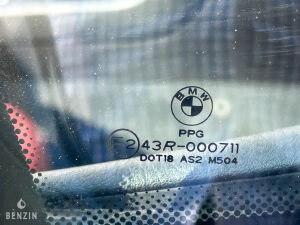 BMW
PPG
E2 43R-000711
DOT18 AS2 M504
BENZIN